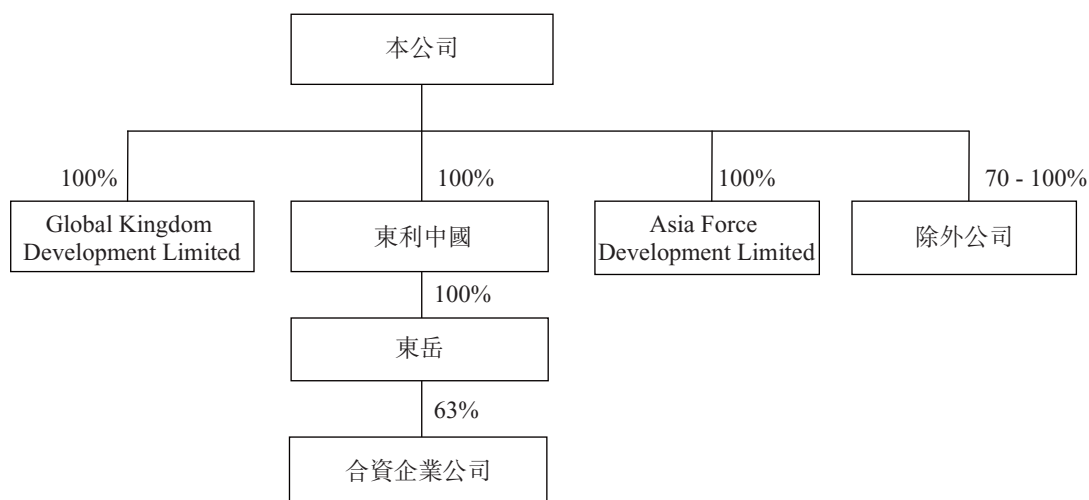 本公司
100%
100%
100%
70 - 100%
Global Kingdom
Development Limited
東利中國
Asia Force
Development Limited
除外公司
100%
東岳
63%
合資企業公司